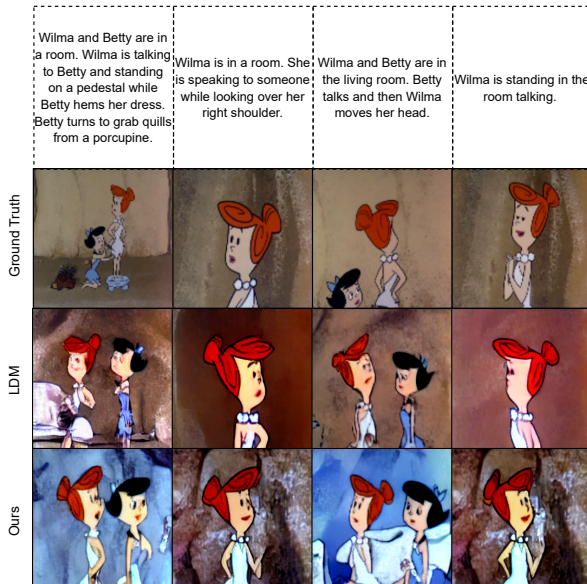 Wilma and Betty are in
a room. Wilma is talking
to Betty and standing
on a pedestal while
Betty hems her dress.
Betty turns to grab quills
from a porcupine.
Wilma is in a room. She
is speaking to someone
while looking over her
right shoulder.
Wilma and Betty are in
the living room. Betty
talks and then Wilma
moves her head.
Wilma is standing in the
room talking.
Ground Truth
LDM
Ours